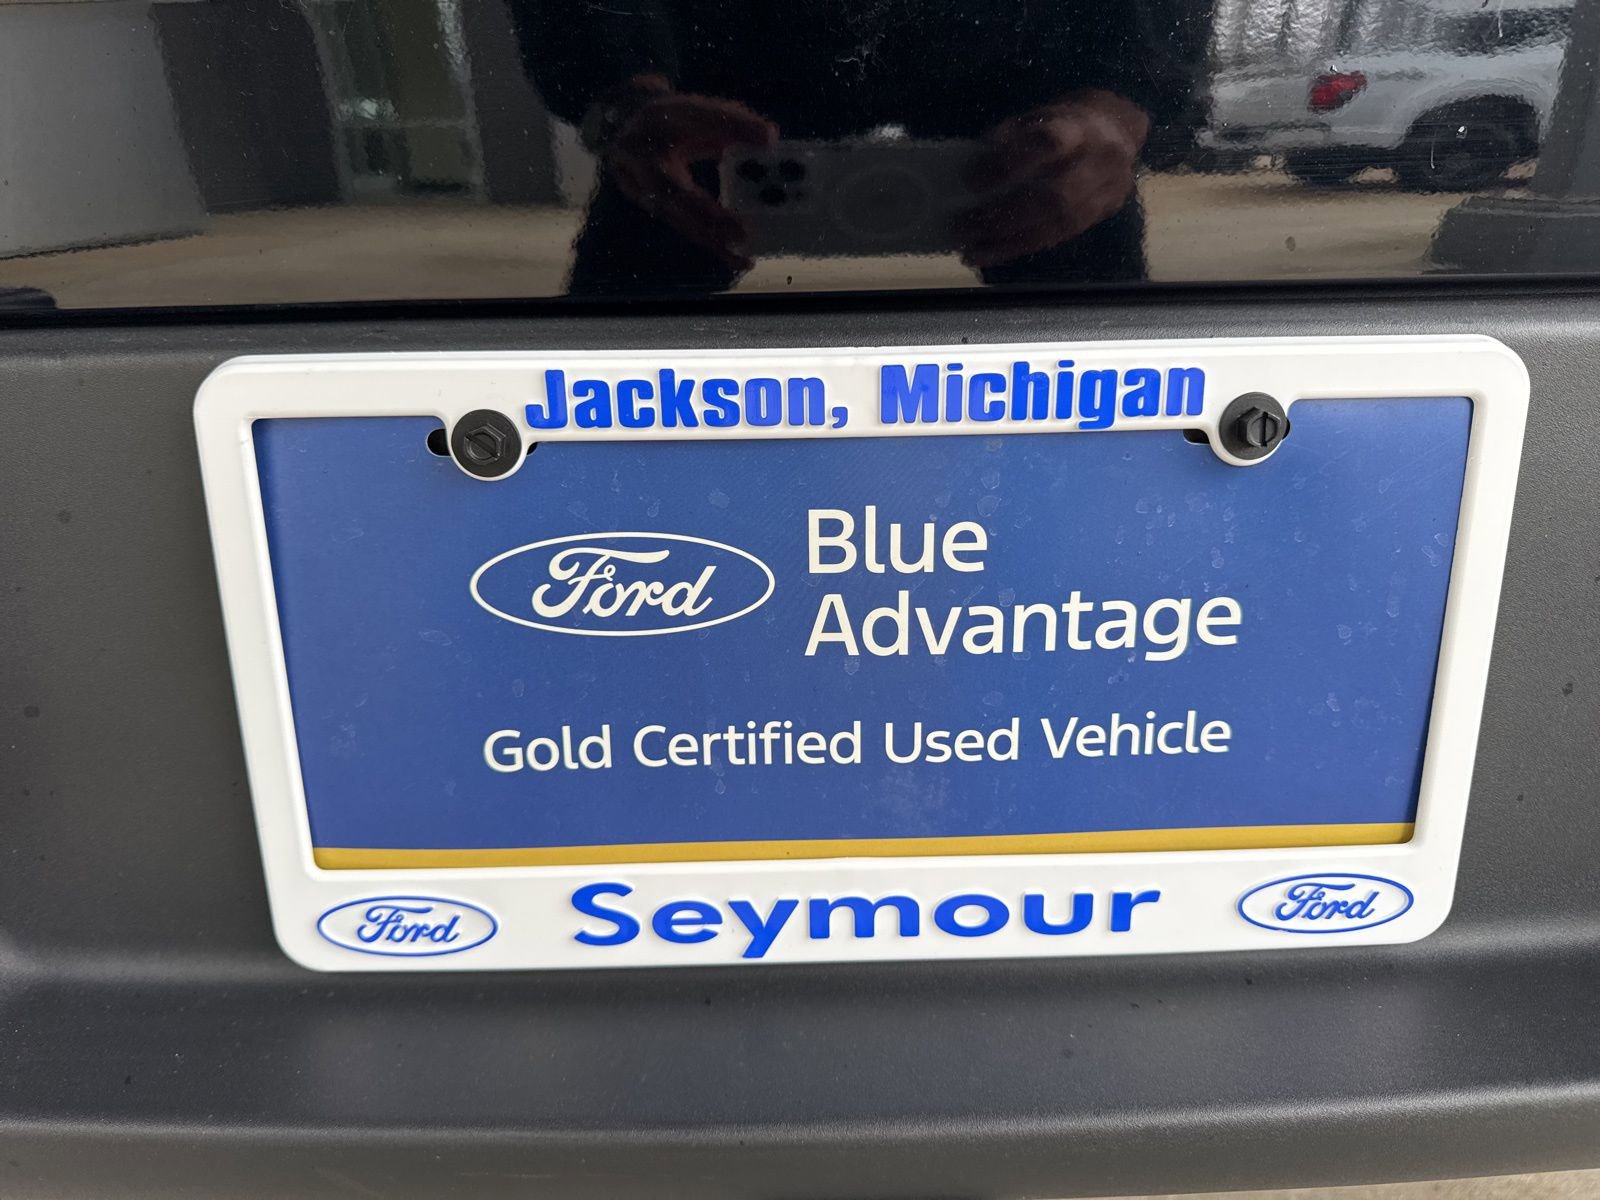 Jackson, Michigan
Ford
Blue
Advantage
Gold Certified Used Vehicle
Ford
Seymour
Ford